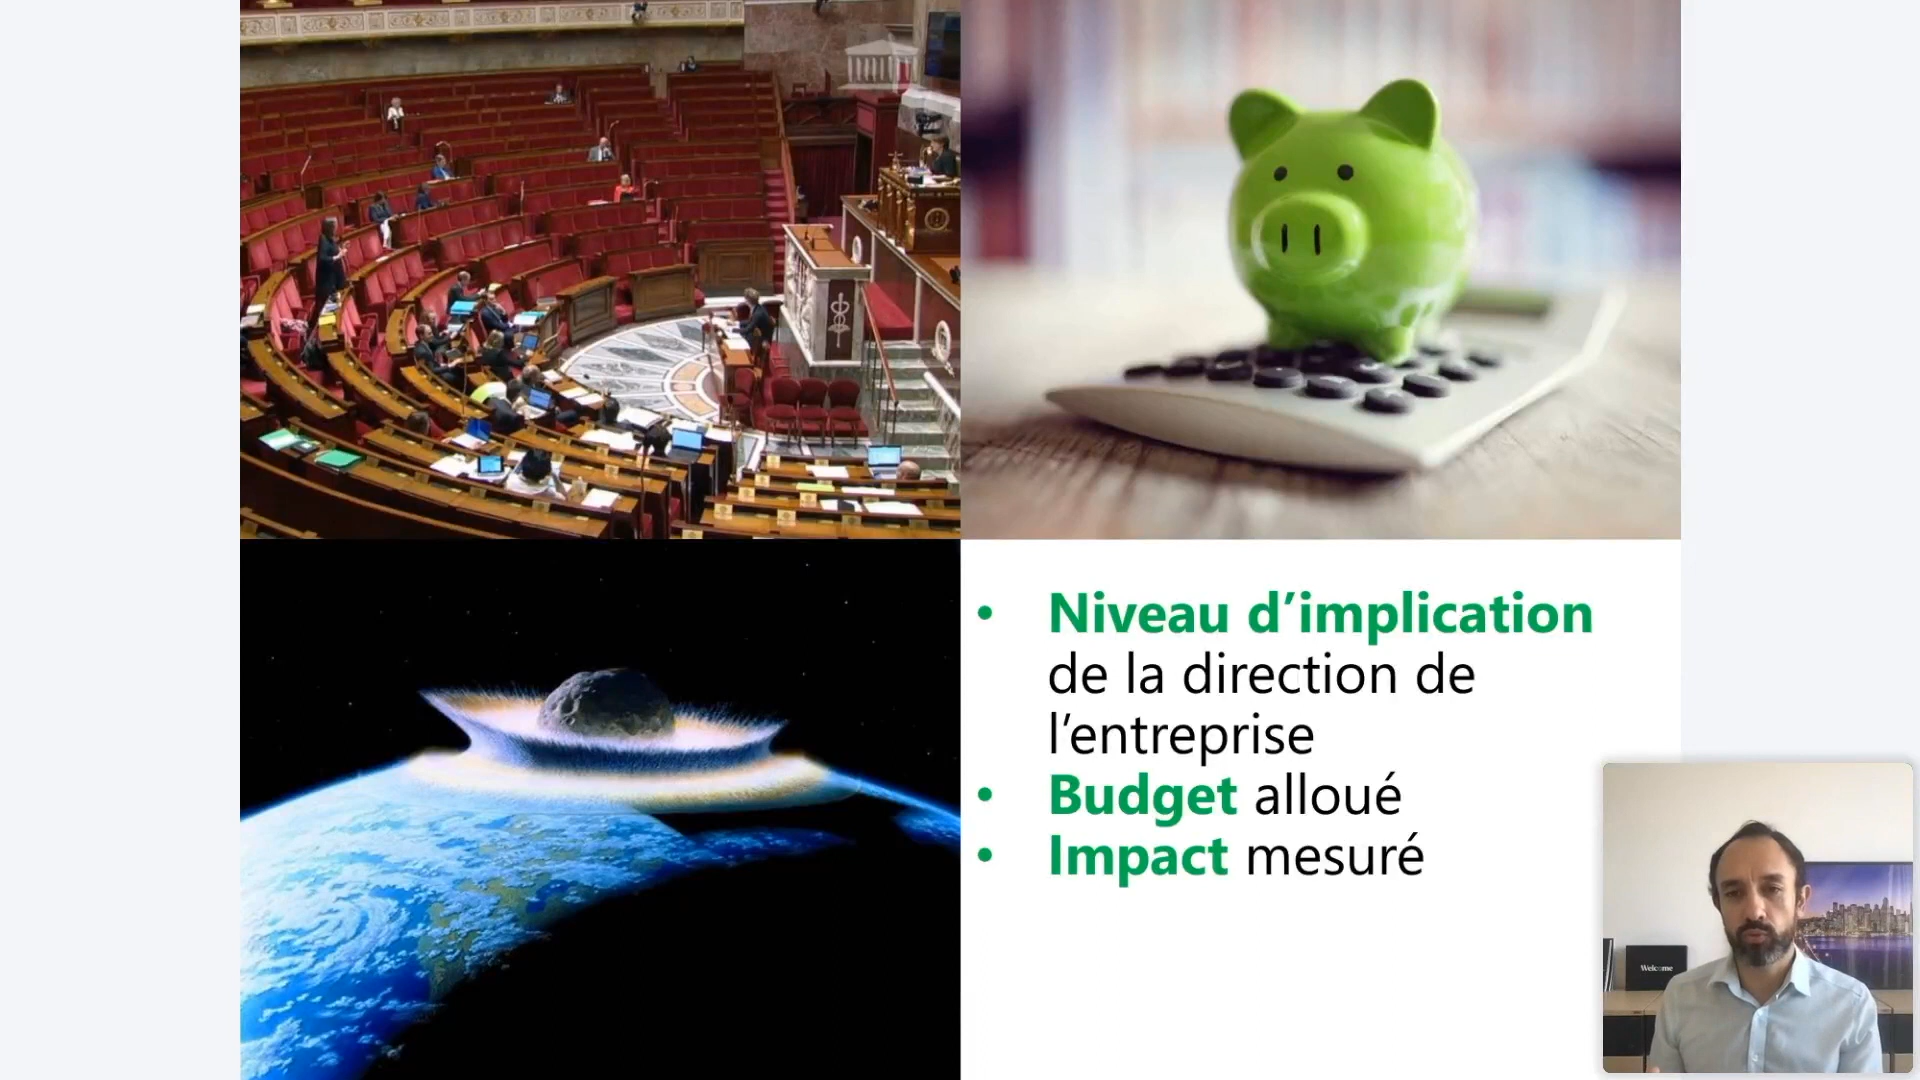 • Niveau d’implication
de la direction de
l’entreprise
• Budget alloué
• Impact mesuré
Welcome